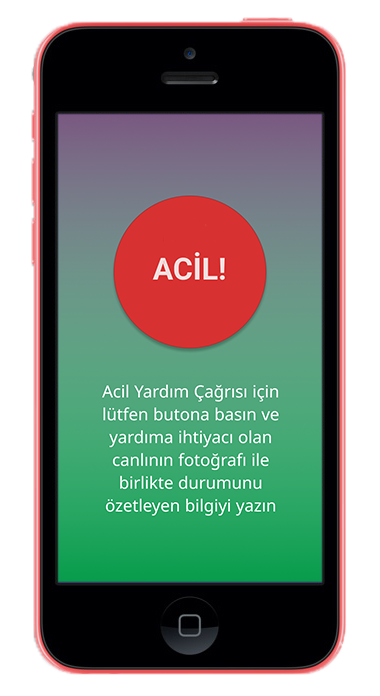 ACİL!
Acil Yardım Çağrısı için
lütfen butona basın ve
yardıma ihtiyacı olan
canlının fotoğrafı ile
birlikte durumunu
özetleyen bilgiyi yazın